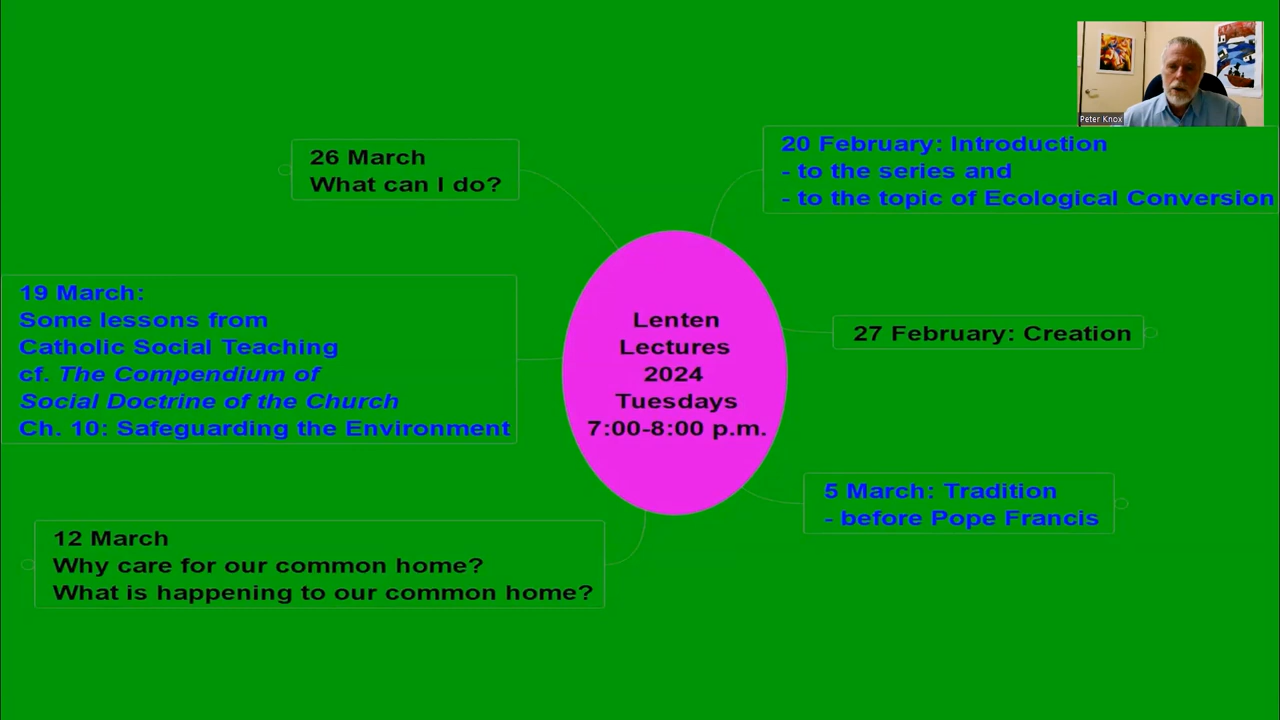 Peter Knox
20 February: Introduction
- to the series and
- to the topic of Ecological Conversion
27 February: Creation
5 March: Tradition
- before Pope Francis
12 March
Why care for our common home?
What is happening to our common home?
19 March:
Some lessons from
Catholic Social Teaching
cf. The Compendium of
Social Doctrine of the Church
Ch. 10: Safeguarding the Environment
26 March
What can I do?
Lenten
Lectures
2024
Tuesdays
7:00-8:00 p.m.